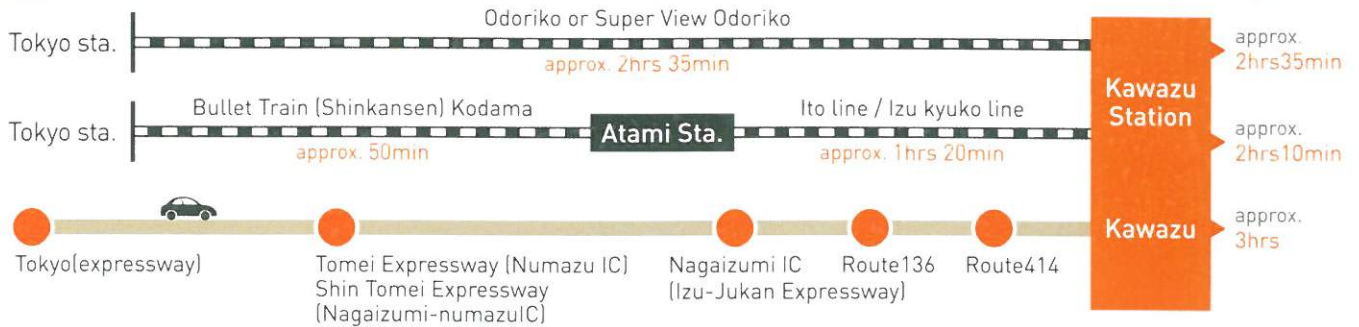 Odoriko or Super View Odoriko
Tokyo sta.
approx. 2hrs 35min
approx.
2hrs35min
Kawazu
Station
Bullet Train (Shinkansen) Kodama
Ito line / Izu kyuko line
Tokyo sta.
Atami Sta.
approx. 50min
approx. 1hrs 20min
approx.
2hrs10min
Kawazu
approx.
3hrs
Tokyo(expressway)
Tomei Expressway (Numazu IC)
Shin Tomei Expressway
(Nagaizumi-numazuIC)
Nagaizumi IC
(Izu-Jukan Expressway)
Route136
Route414